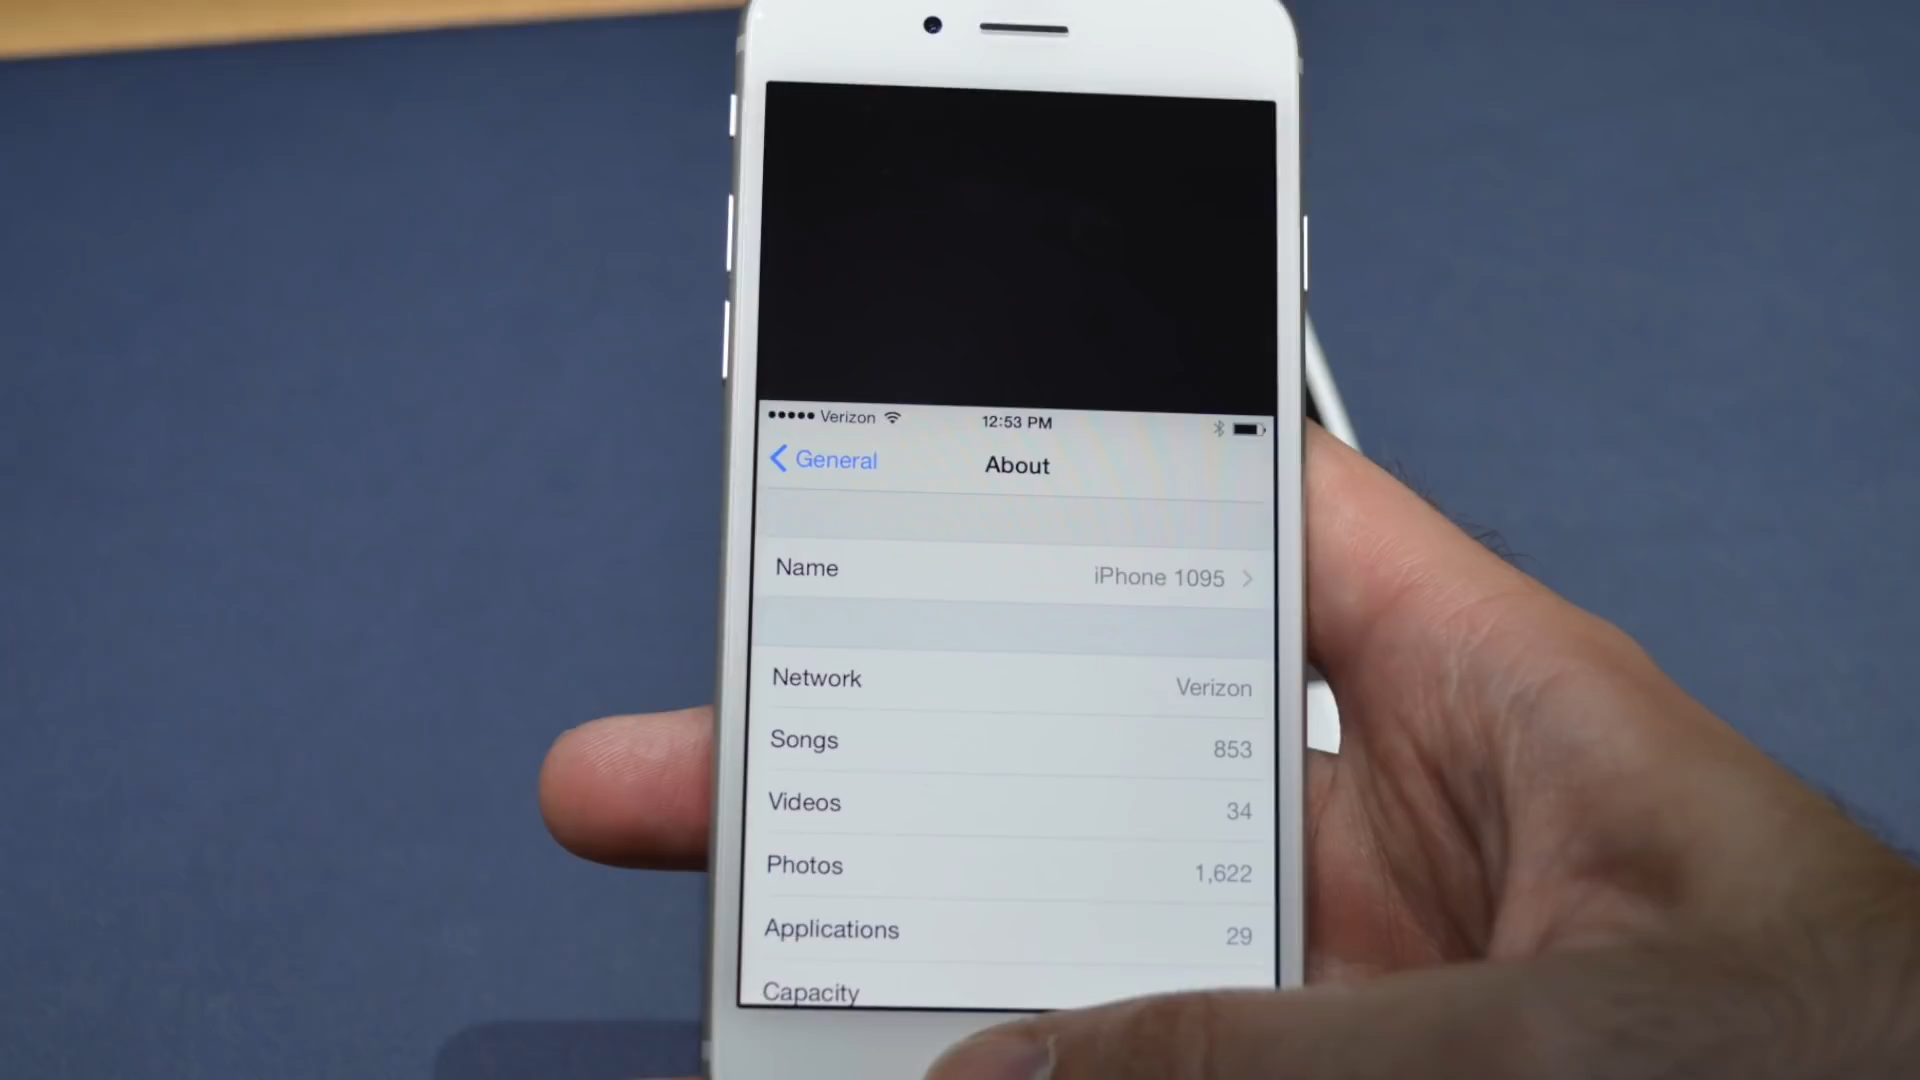 Verizon 12:53 PM
General About
Name iPhone 1095
Network Verizon
Songs 853
Videos 34
Photos 1,622
Applications 29
Capacity